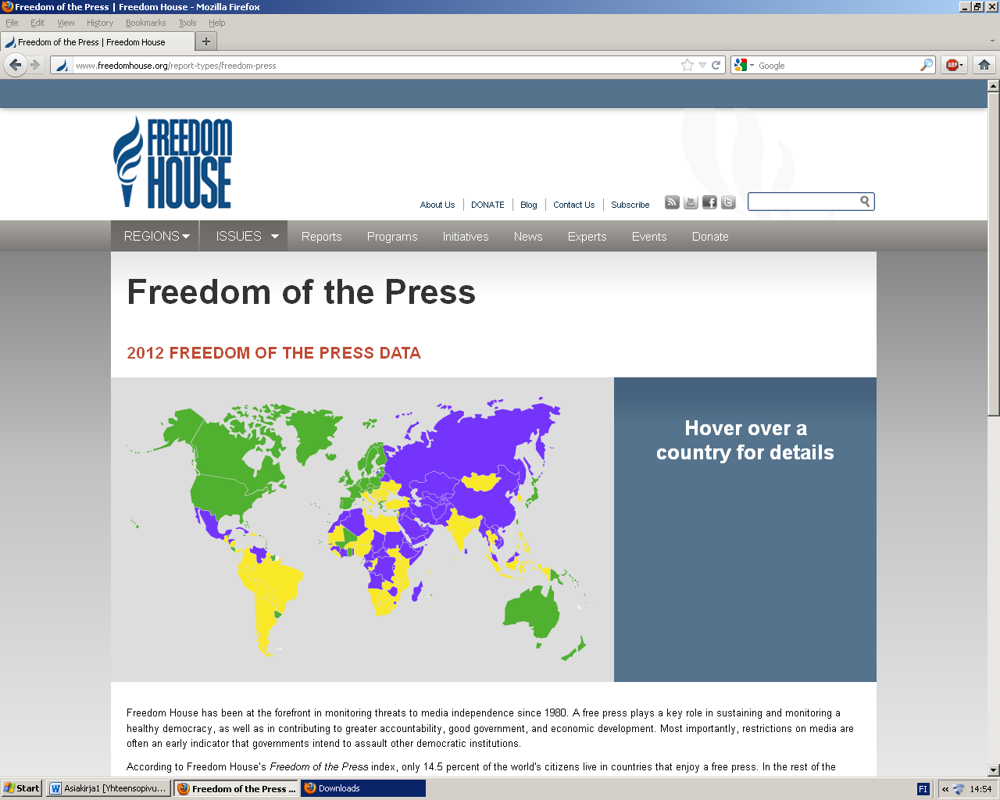 Freedom of the Press | Freedom House - Mozilla Firefox
File Edit View History Bookmarks Tools Help
Freedom of the Press | Freedom House
www.freedomhouse.org/report-types/freedom-press
Google
ABP
FREEDOM
HOUSE
About Us DONATE Blog Contact Us Subscribe
REGIONS ISSUES Reports Programs Initiatives News Experts Events Donate
Freedom of the Press
2012 FREEDOM OF THE PRESS DATA
Hover over a
country for details
Freedom House has been at the forefront in monitoring threats to media independence since 1980. A free press plays a key role in sustaining and monitoring a
healthy democracy, as well as in contributing to greater accountability, good government, and economic development. Most importantly, restrictions on media are
often an early indicator that governments intend to assault other democratic institutions.
According to Freedom House's Freedom of the Press index, only 14.5 percent of the world's citizens live in countries that enjoy a free press. In the rest of the
Start Asiakirja1 [Yhteensopivu... Freedom of the Press ... Downloads FI 14:54